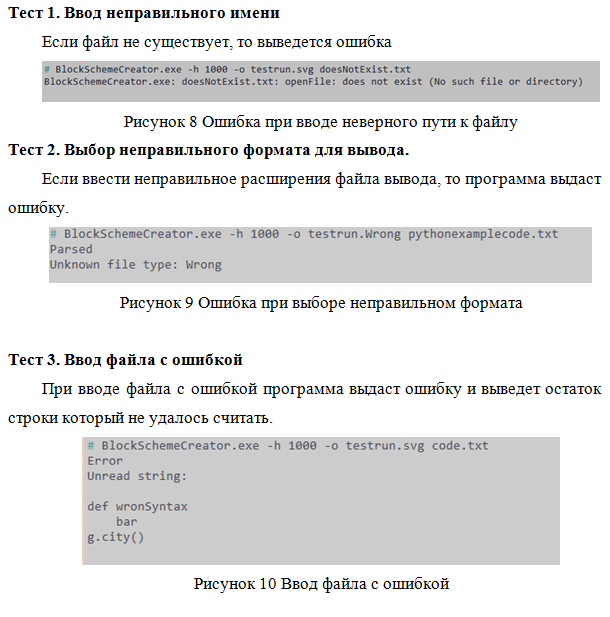 Тест 1. Ввод неправильного имени
Если файл не существует, то выведется ошибка
# BlockSchemeCreator.exe -h 1000 -o testrun.svg doesNotExist.txt
BlockSchemeCreator.exe: doesNotExist.txt: openFile: does not exist (No such file or directory)
Рисунок 8 Ошибка при вводе неверного пути к файлу
Тест 2. Выбор неправильного формата для вывода.
Если ввести неправильное расширения файла вывода, то программа выдаст
ошибку.
# BlockSchemeCreator.exe -h 1000 -o testrun.Wrong pythonexamplecode.txt
Parsed
Unknown file type: Wrong
Рисунок 9 Ошибка при выборе неправильном формата
Тест 3. Ввод файла с ошибкой
При вводе файла с ошибкой программа выдаст ошибку и выведет остаток
строки который не удалось считать.
# BlockSchemeCreator.exe -h 1000 -o testrun.svg code.txt
Error
Unread string:
def wronSyntax
bar
g.city()
Рисунок 10 Ввод файла с ошибкой